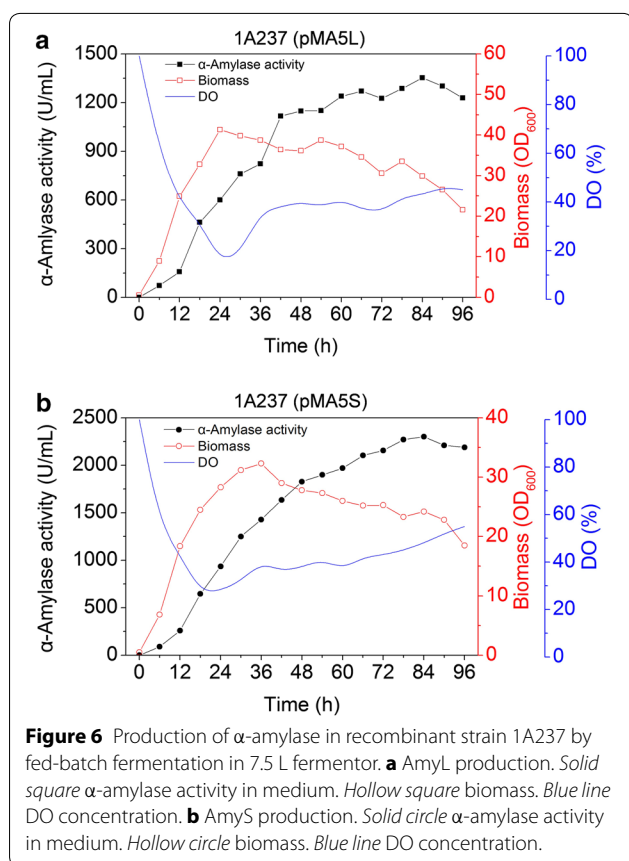 a
1A237 (pMA5L)
α-Amylase activity
Biomass
DO
α-Amlyase activity (U/mL)
1500
1200
900
600
300
0
60
50
40
30
20
10
0
Biomass (OD600)
100
80
60
40
20
0
DO (%)
0 12 24 36 48 60 72 84 96
Time (h)
b
1A237 (pMA5S)
α-Amylase activity
Biomass
DO
α-Amylase activity (U/mL)
2500
2000
1500
1000
500
0
40
30
20
10
0
Biomass (OD600)
100
80
60
40
20
0
DO (%)
0 12 24 36 48 60 72 84 96
Time (h)
Figure 6 Production of α-amylase in recombinant strain 1A237 by
fed-batch fermentation in 7.5 L fermentor. a AmyL production. Solid
square α-amylase activity in medium. Hollow square biomass. Blue line
DO concentration. b AmyS production. Solid circle α-amylase activity
in medium. Hollow circle biomass. Blue line DO concentration.